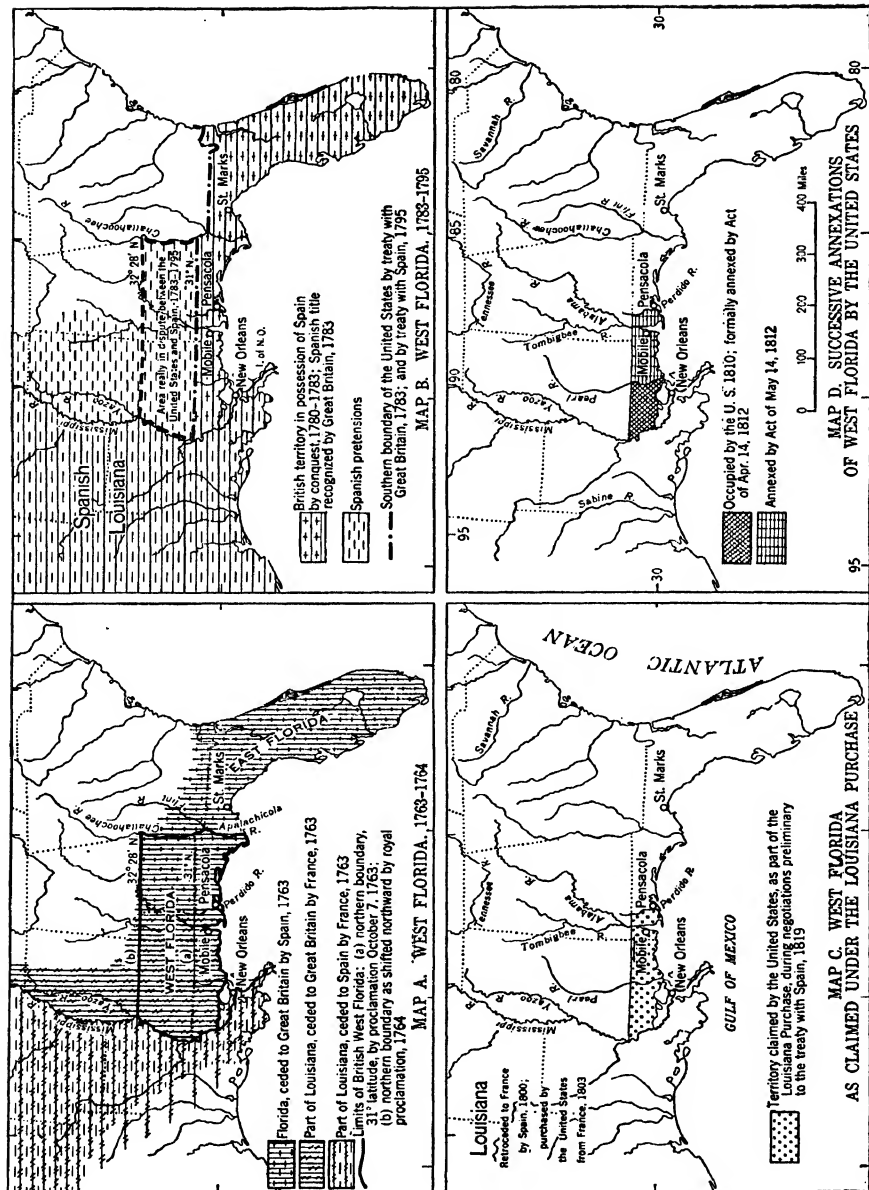 Florida, ceded to Great Britain by Spain, 1763
Part of Louisiana, ceded to Great Britain by France, 1763
Part of Louisiana, ceded to Spain by France, 1763
Limits of British West Florida: (a) northern boundary,
31° latitude, by proclamation October 7, 1763;
(b) northern boundary as shifted northward by royal
proclamation, 1764
Mississippi
R.
Yazoo R.
(b)
32° 28' N.
WEST FLORIDA
(a)
31° N.
Mobile
Pensacola
Perdido R.
New Orleans
Chattahoochee R.
Flint
Apalachicola
R.
St. Marks
EAST FLORIDA
MAP A. WEST FLORIDA, 1763-1764
Spanish
Louisiana
Mississippi
R.
Yazoo
R.
32° 28' N.
Area really in dispute between the
United States and Spain, 1783-1795
31° N.
Mobile
Pensacola
New Orleans
I. of N.O.
Chattahoochee
R.
St. Marks
British territory in possession of Spain
by conquest, 1780-1783; Spanish title
recognized by Great Britain, 1783
Spanish pretensions
Southern boundary of the United States by treaty with
Great Britain, 1783; and by treaty with Spain, 1795
80
MAP B. WEST FLORIDA, 1783-1795
Louisiana
Retroceded to France
by Spain, 1800;
purchased by
the United States
from France, 1803
Mississippi
R.
Yazoo
R.
Pearl
R.
Tombigbee
R.
Alabama
R.
Tennessee R.
Chattahoochee
R.
Flint R.
Savannah R.
Mobile
Pensacola
Perdido R.
New Orleans
St. Marks
GULF OF MEXICO
ATLANTIC
OCEAN
Territory claimed by the United States, as part of the
Louisiana Purchase, during negotiations preliminary
to the treaty with Spain, 1819
MAP C. WEST FLORIDA
AS CLAIMED UNDER THE LOUISIANA PURCHASE
95
90
85
80
30
Mississippi
R.
Yazoo
R.
Pearl
R.
Tombigbee
R.
Alabama
R.
Tennessee
R.
Chattahoochee
R.
Flint R.
Savannah R.
Sabine R.
Mobile
Pensacola
Perdido R.
New Orleans
St. Marks
30
Occupied by the U. S. 1810; formally annexed by Act
of Apr. 14, 1812
Annexed by Act of May 14, 1812
0 100 200 300 400 Miles
95
80
MAP D. SUCCESSIVE ANNEXATIONS
OF WEST FLORIDA BY THE UNITED STATES